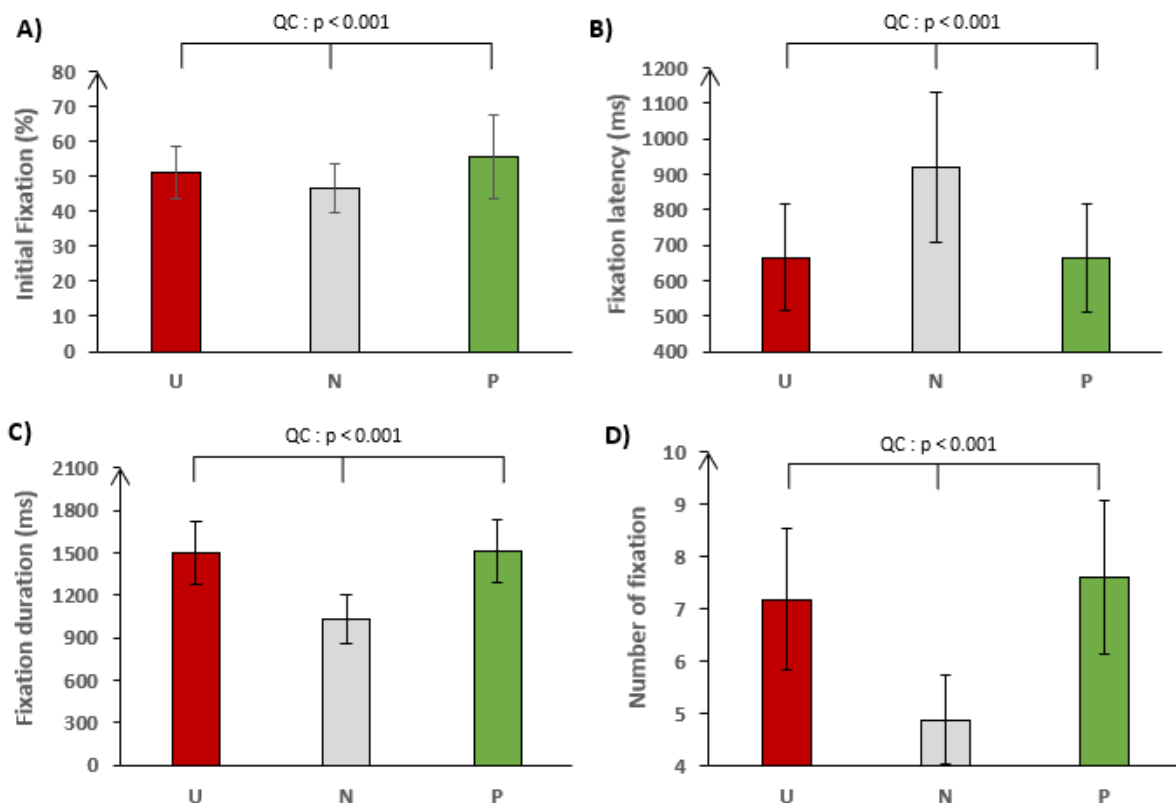 A)
QC : p < 0.001
Initial Fixation (%)
80
70
60
50
40
30
20
10
0
U N P
B)
QC : p < 0.001
Fixation latency (ms)
1200
1100
1000
900
800
700
600
500
400
U N P
C)
QC : p < 0.001
Fixation duration (ms)
2100
1800
1500
1200
900
600
300
0
U N P
D)
QC : p < 0.001
Number of fixation
10
9
8
7
6
5
4
U N P